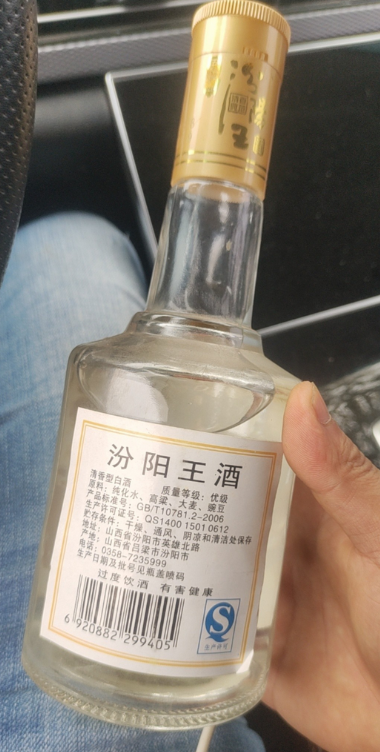 汾阳王
汾阳王酒
清香型白酒 质量等级：优级
原料：纯化水、高粱、大麦、豌豆
产品标准号：GB/T10781.2-2006
生产许可证号：QS1400 1501 0612
贮存条件：干燥、通风、阴凉和清洁处保存
地址：山西省汾阳市英雄北路
产地：山西省吕梁市汾阳市
电话：0358-7235999
生产日期及批号见瓶盖喷码
过度饮酒 有害健康
6 920882 299405
QS
生产许可